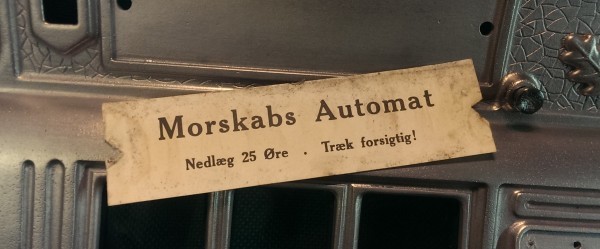 Morskabs Automat
Nedlæg 25 Øre . Træk forsigtig!